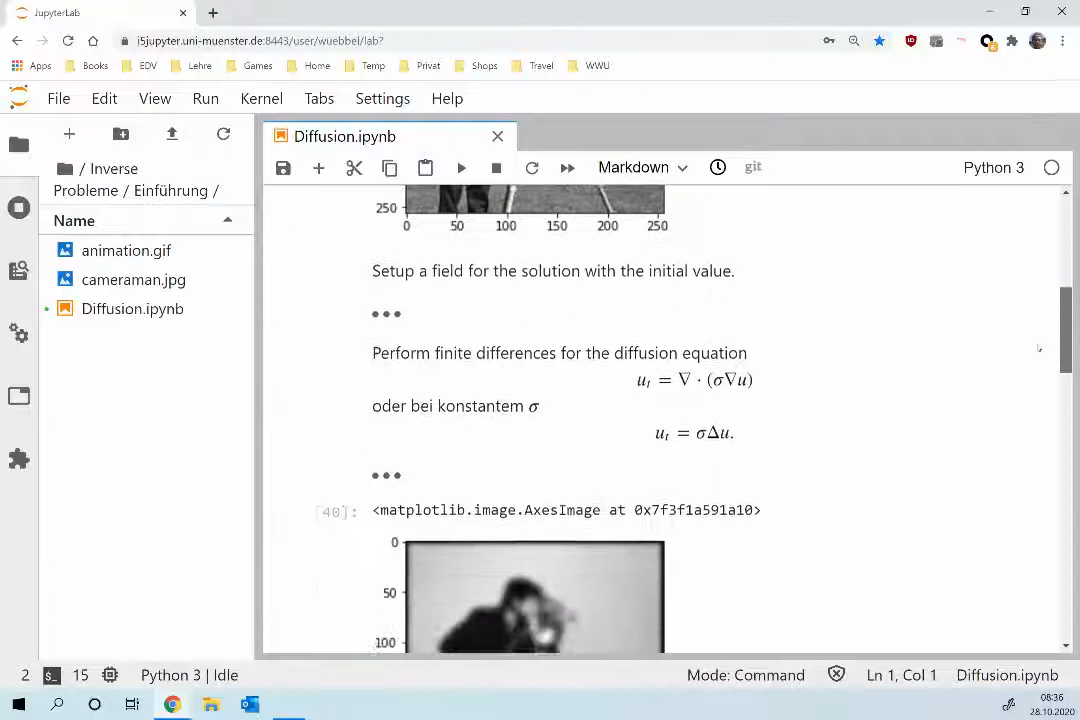 JupyterLab
i5jupyter.uni-muenster.de:8443/user/wuebbel/lab?
Apps Books EDV Lehre Games Home Temp Privat Shops Travel WWU
File Edit View Run Kernel Tabs Settings Help
Diffusion.ipynb
Markdown git Python 3
/ Inverse
Probleme / Einführung /
Name
animation.gif
cameraman.jpg
Diffusion.ipynb
250
0 50 100 150 200 250
Setup a field for the solution with the initial value.
Perform finite differences for the diffusion equation
u_t = ∇ · (σ∇u)
oder bei konstantem σ
u_t = σΔu.
[40]: <matplotlib.image.AxesImage at 0x7f3f1a591a10>
0
50
100
2 $_ 15 Python 3 | Idle Mode: Command Ln 1, Col 1 Diffusion.ipynb
08:36
28.10.2020